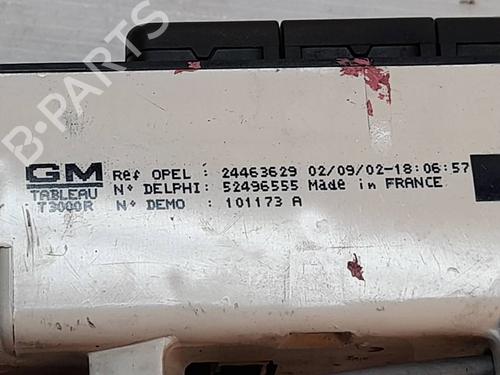 B-PARTS
GM Ref OPEL : 24463629 02/09/02-18:06:57
TABLEAU N° DELPHI: 52496555 Made in FRANCE
T3000R N° DEMO : 101173 A